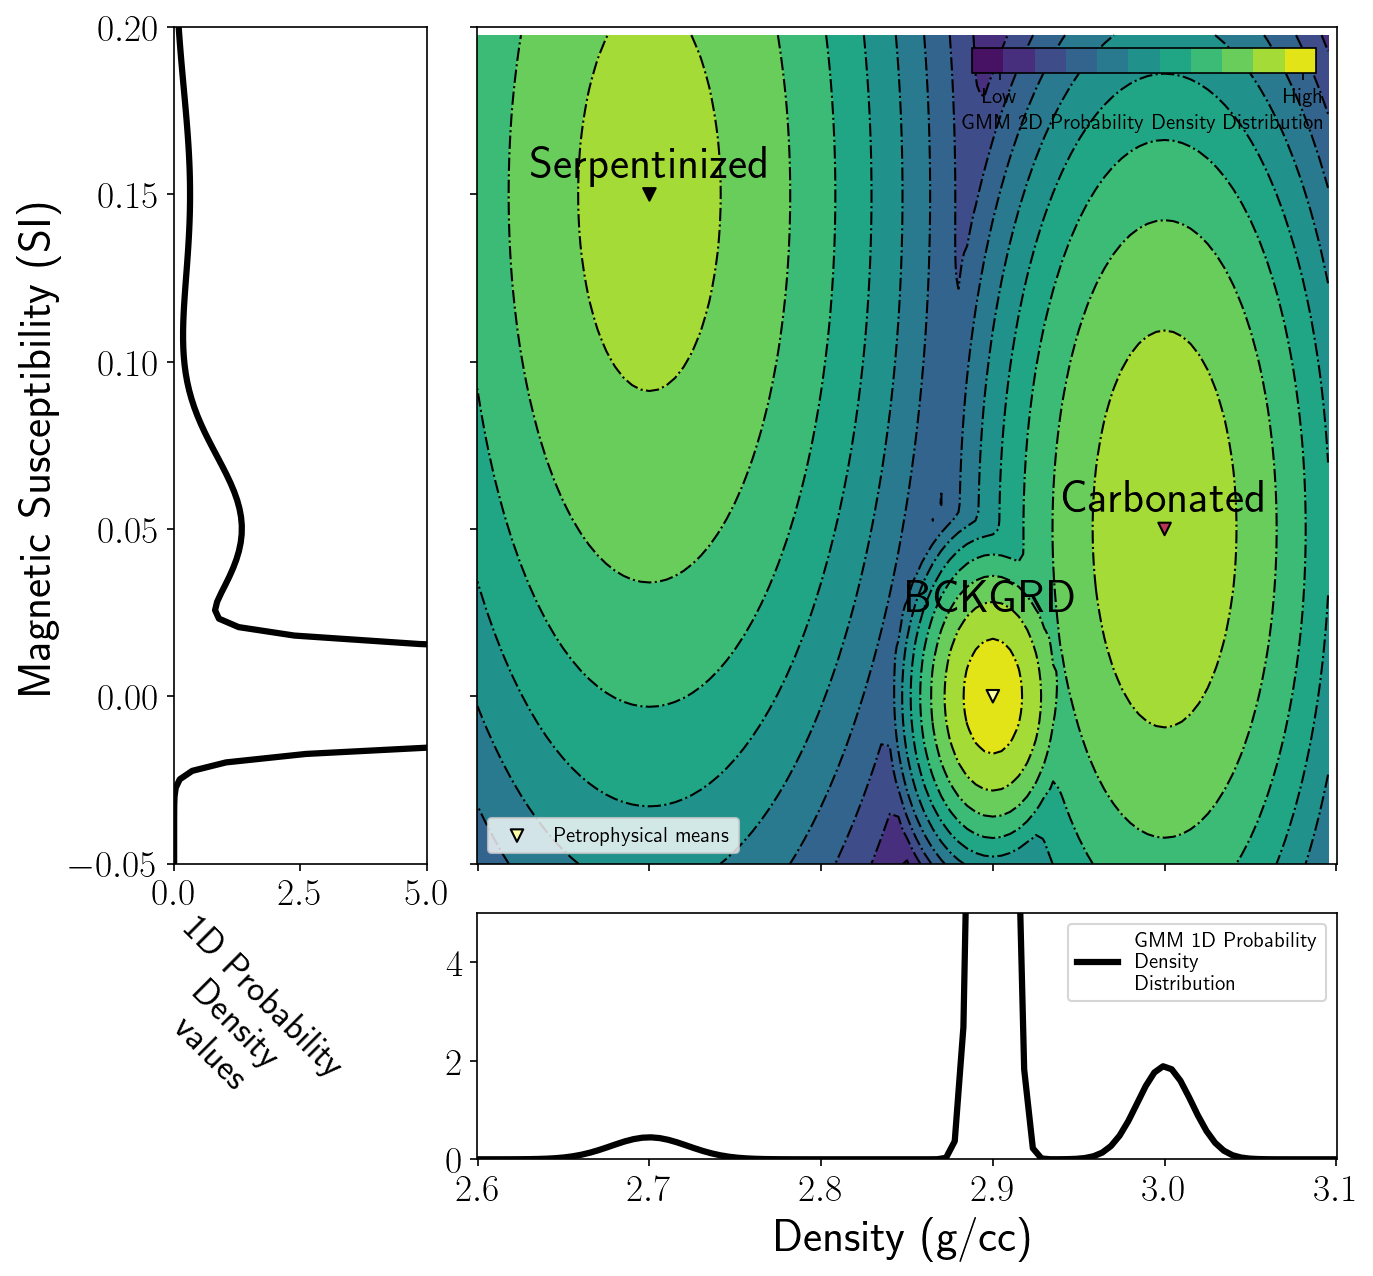 0.20
0.15
0.10
0.05
0.00
−0.05
Magnetic Susceptibility (SI)
0.0 2.5 5.0
1D Probability
Density
values
Low High
GMM 2D Probability Density Distribution
Serpentinized
Carbonated
BCKGRD
Petrophysical means
GMM 1D Probability
Density
Distribution
4
2
0
2.6 2.7 2.8 2.9 3.0 3.1
Density (g/cc)